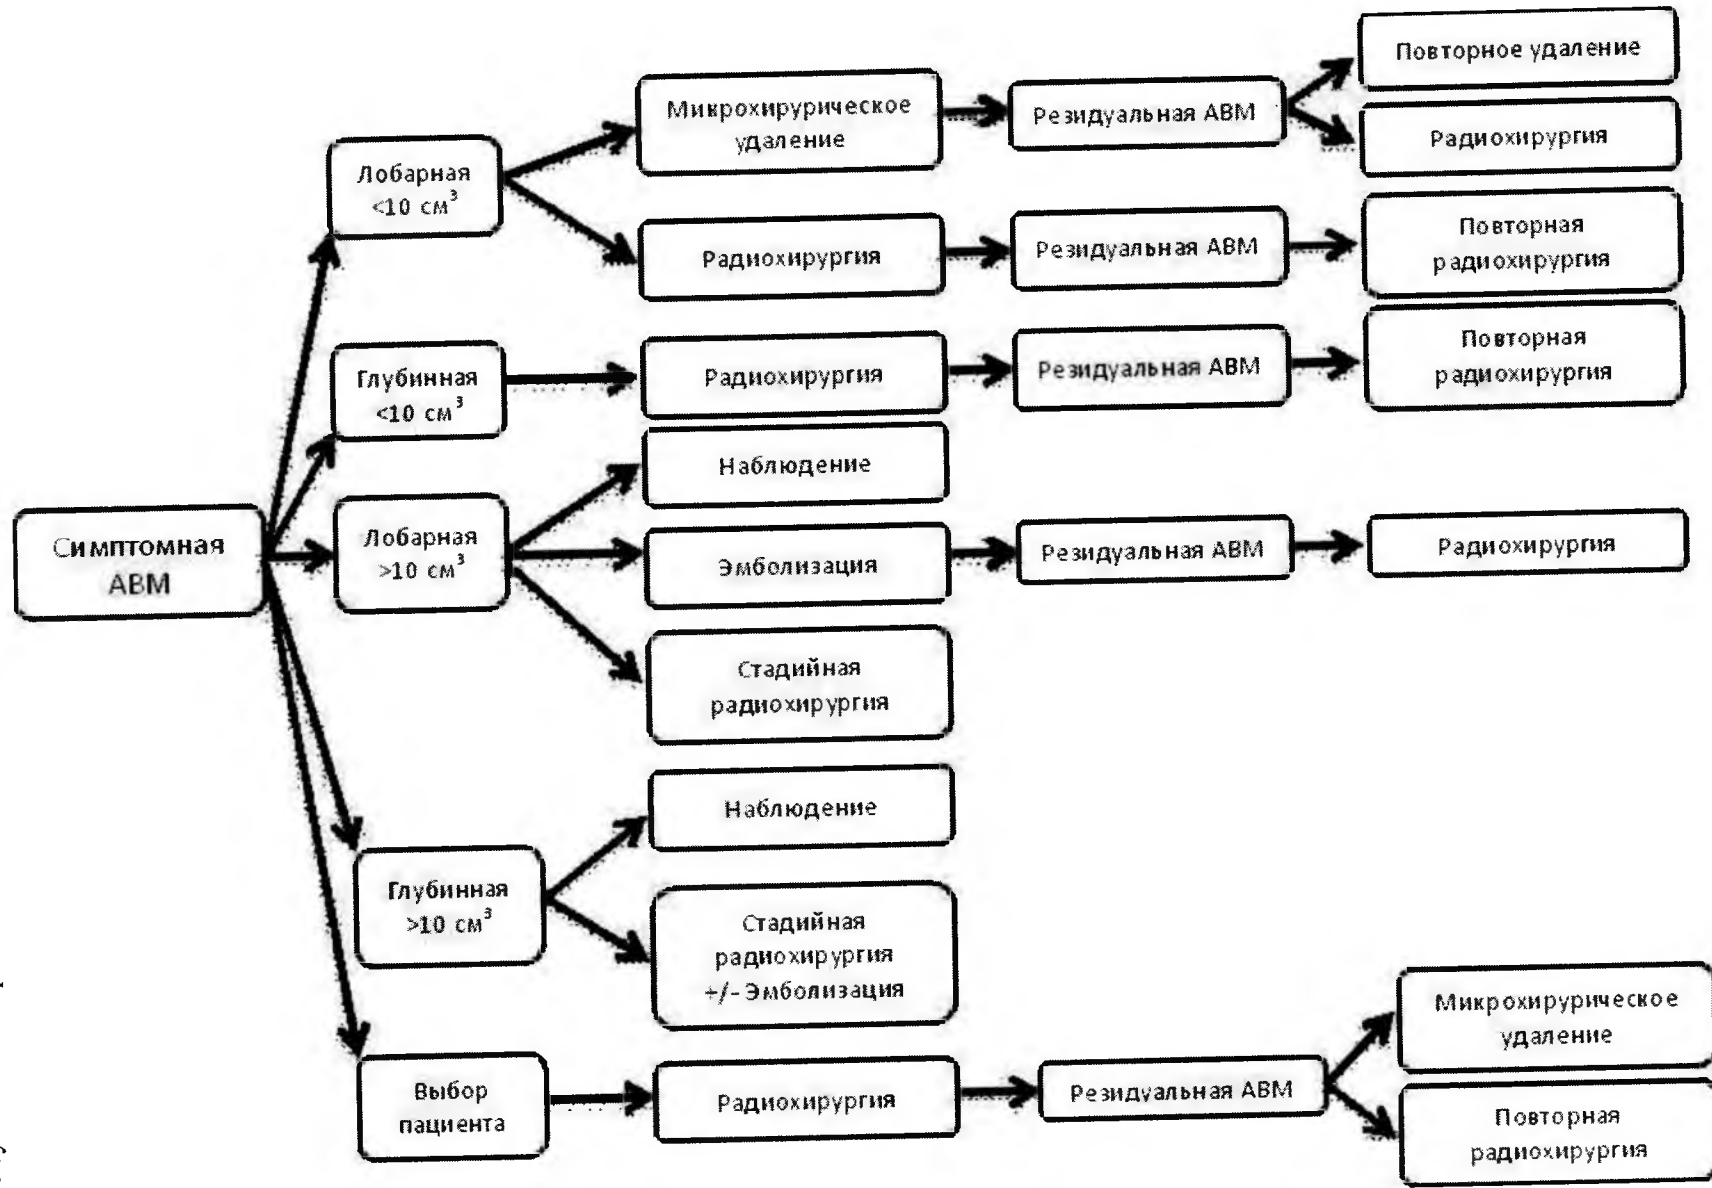 Симптомная
АВМ
Лобарная
<10 см³
Микрохирурическое
удаление
Резидуальная АВМ
Повторное удаление
Радиохирургия
Радиохирургия
Резидуальная АВМ
Повторная
радиохирургия
Глубинная
<10 см³
Радиохирургия
Резидуальная АВМ
Повторная
радиохирургия
Лобарная
>10 см³
Наблюдение
Эмболизация
Резидуальная АВМ
Радиохирургия
Стадийная
радиохирургия
Глубинная
>10 см³
Наблюдение
Стадийная
радиохирургия
+/- Эмболизация
Выбор
пациента
Радиохирургия
Резидуальная АВМ
Микрохирурическое
удаление
Повторная
радиохирургия